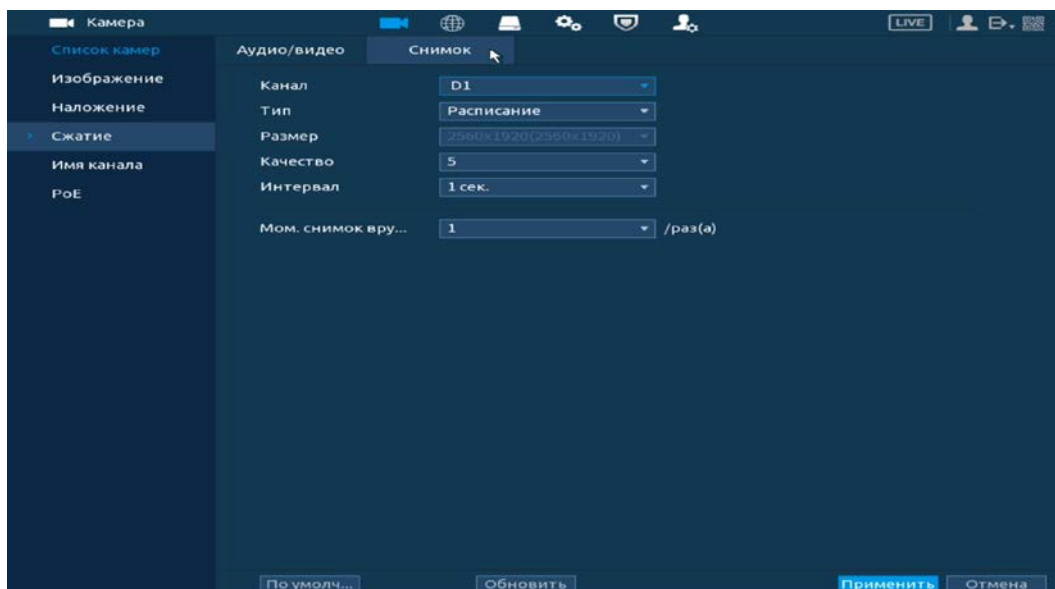 Камера LIVE
Список камер
Изображение
Наложение
Сжатие
Имя канала
PoE
Аудио/видео Снимок
Канал D1
Тип Расписание
Размер 2560x1920(2560x1920)
Качество 5
Интервал 1 сек.
Мом. снимок вру... 1 /раз(а)
По умолч... Обновить Применить Отмена